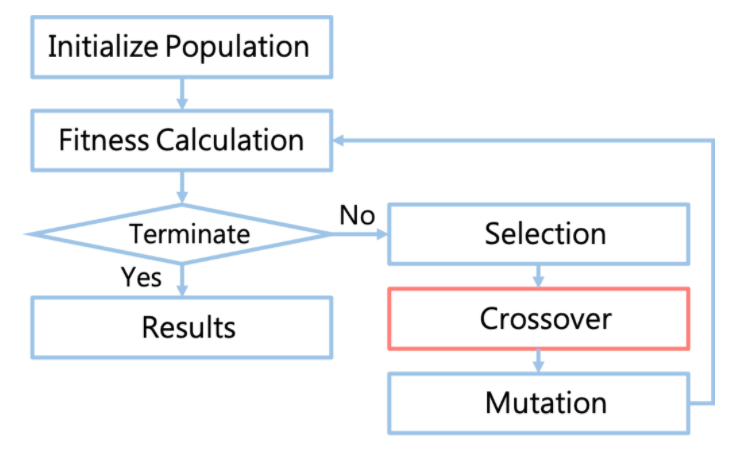 Initialize Population
Fitness Calculation
Terminate
No
Selection
Yes
Crossover
Results
Mutation